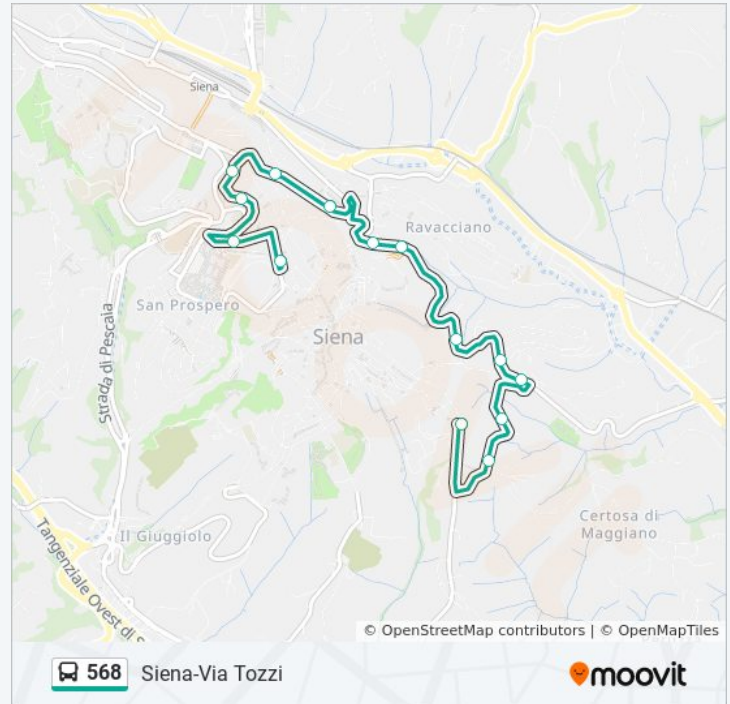 Siena
Ravacciano
San Prospero
Siena
Strada di Pescaia
Il Giuggiolo
Certosa di
Maggiano
Tangenziale Ovest di S
© OpenStreetMap contributors | © OpenMapTiles
568 Siena-Via Tozzi
moovit